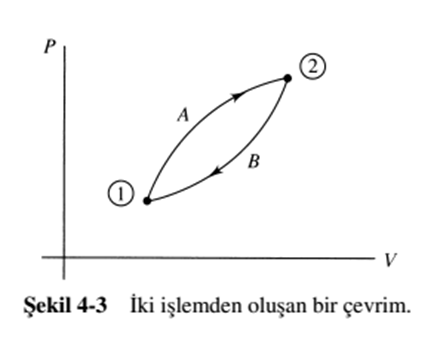 P
②
A
B
①
V
Şekil 4-3 İki işlemden oluşan bir çevrim.